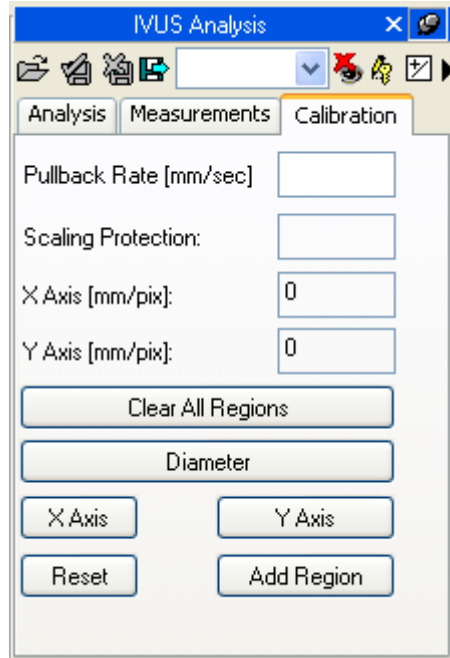 IVUS Analysis
Analysis Measurements Calibration
Pullback Rate [mm/sec]
Scaling Protection:
X Axis [mm/pix]: 0
Y Axis [mm/pix]: 0
Clear All Regions
Diameter
X Axis Y Axis
Reset Add Region